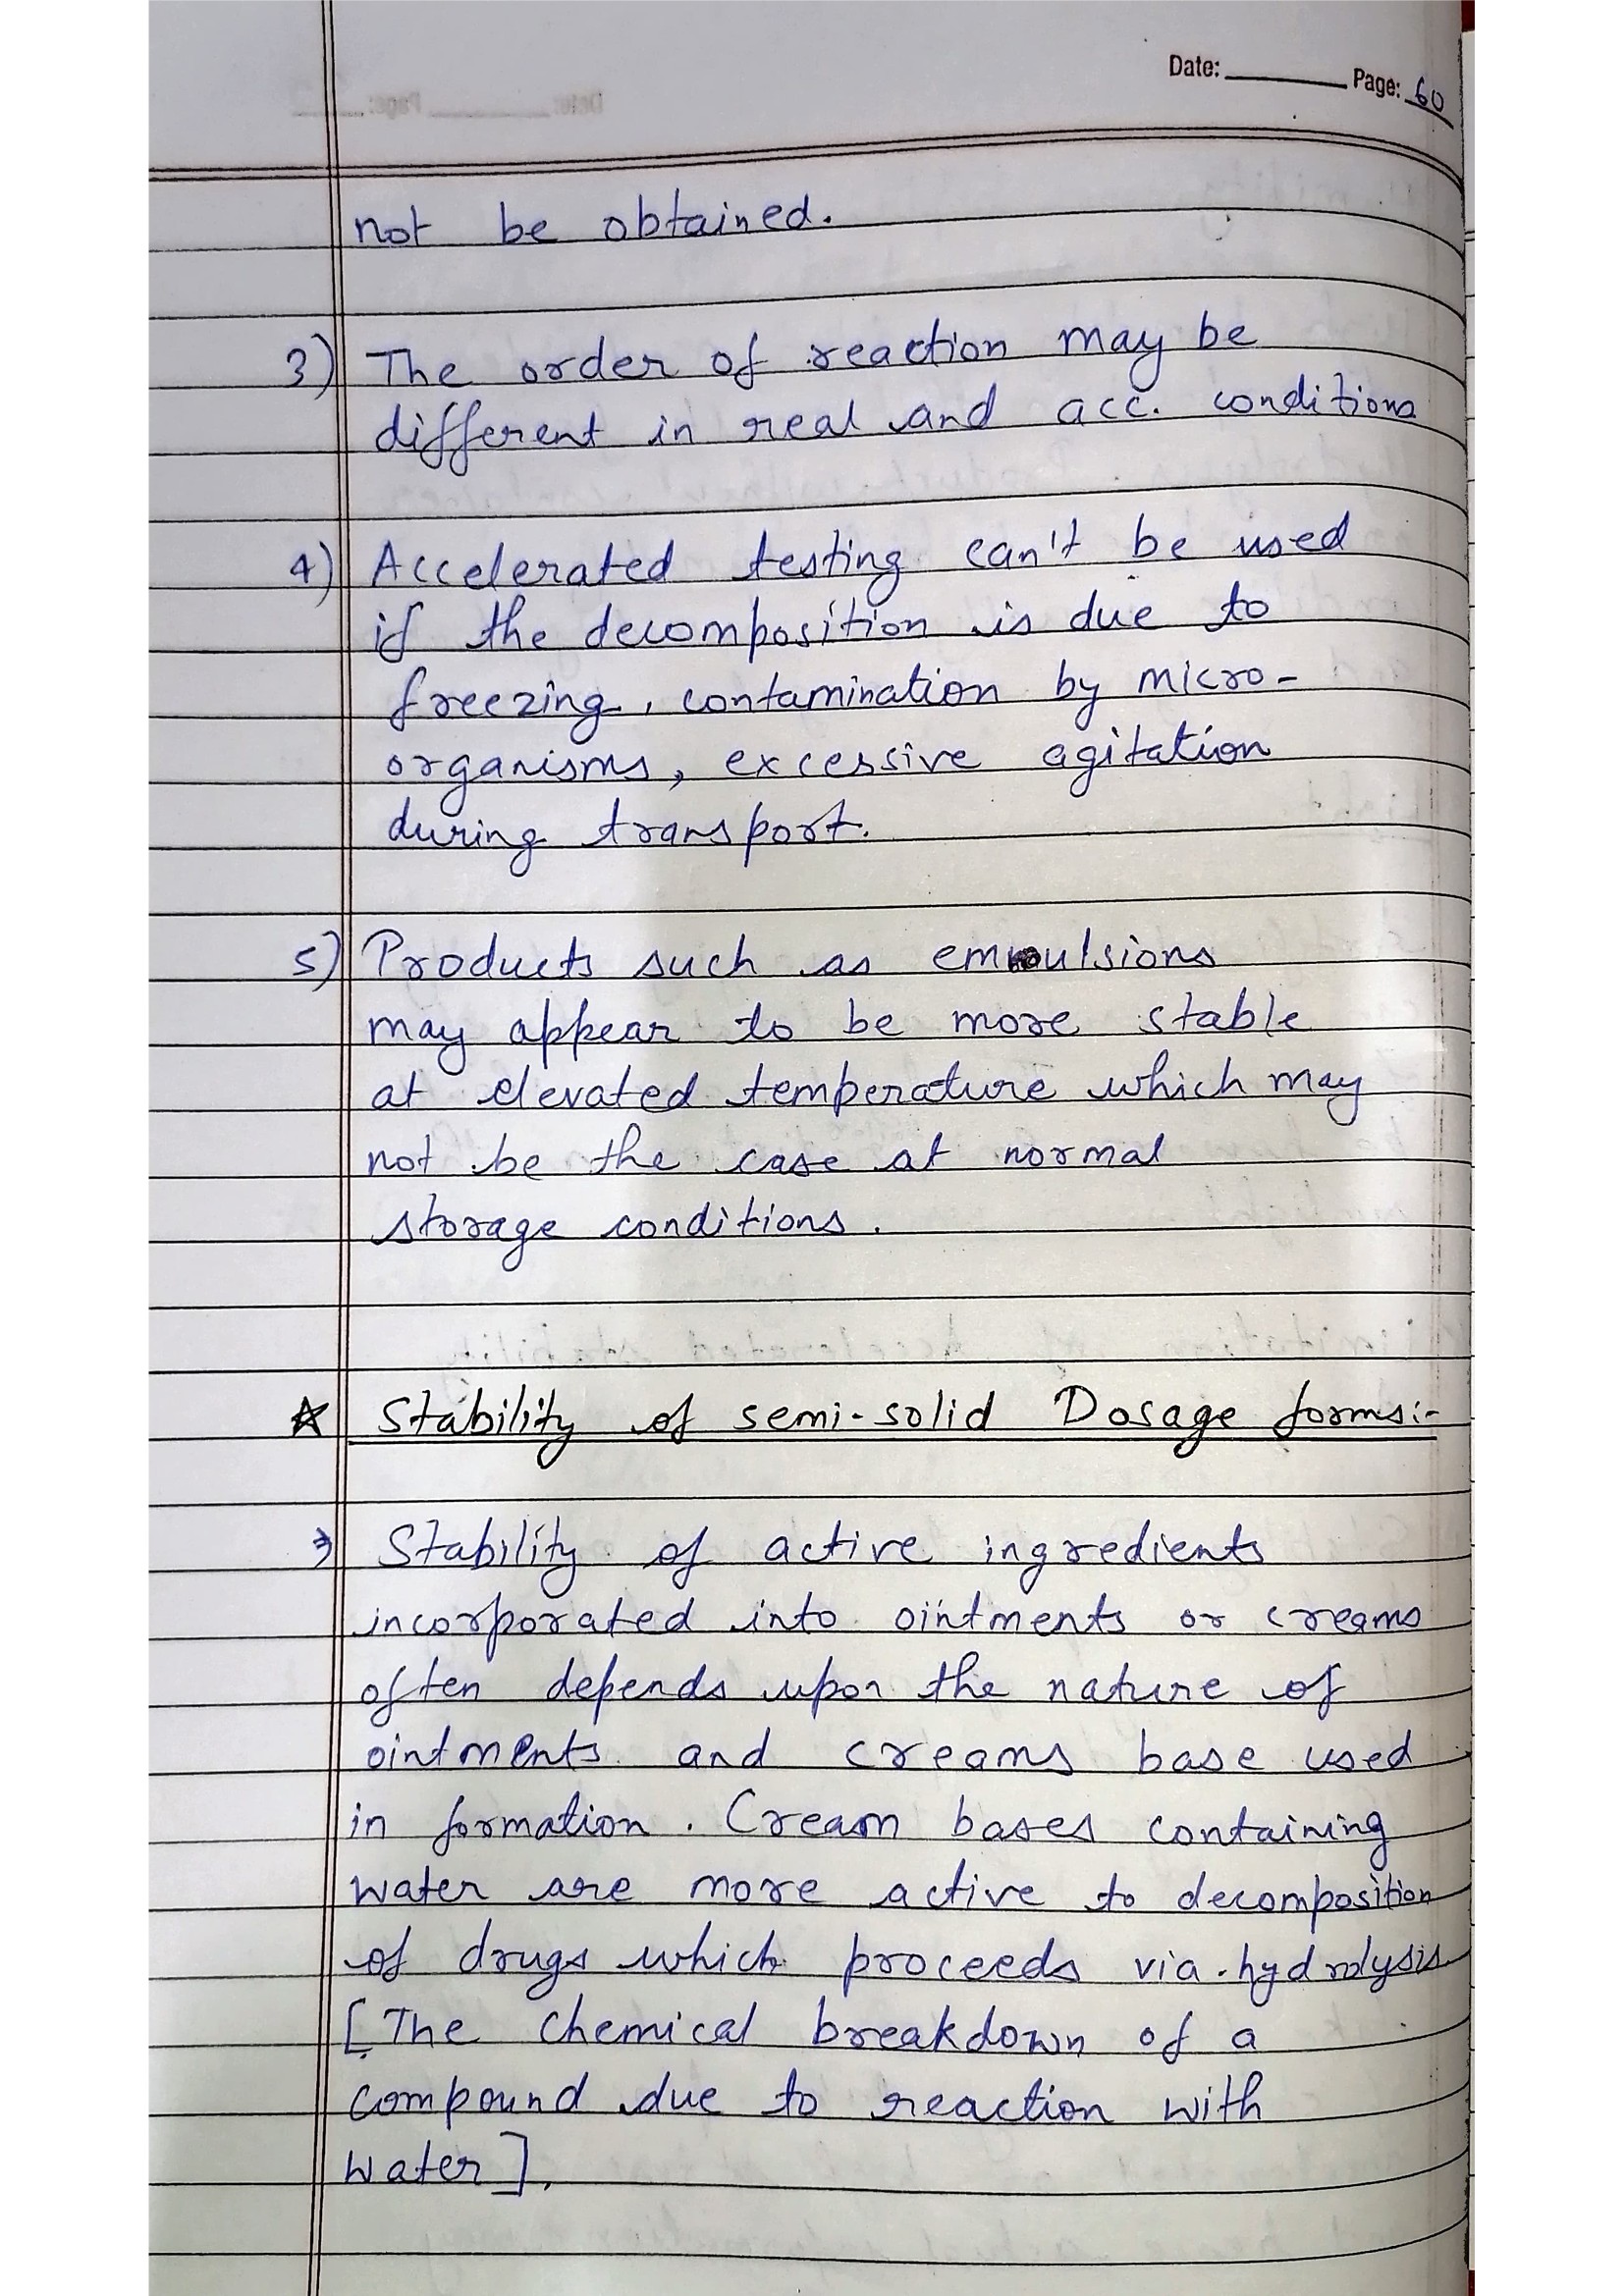 Date: ______ Page: 60
not be obtained.
3) The order of reaction may be
different in real and acc. conditions
4) Accelerated testing can't be used
if the decomposition is due to
freezing, contamination by micro-
organisms, excessive agitation
during transport.
5) Products such as emulsions
may appear to be more stable
at elevated temperature which may
not be the case at normal
storage conditions.
☆ Stability of semi-solid Dosage forms:-
→ Stability of active ingredients
incorporated into ointments or creams
often depends upon the nature of
ointments and creams base used
in formation. Cream bases containing
water are more active to decomposition
of drugs which proceeds via hydrolysis.
[The chemical breakdown of a
compound due to reaction with
water].